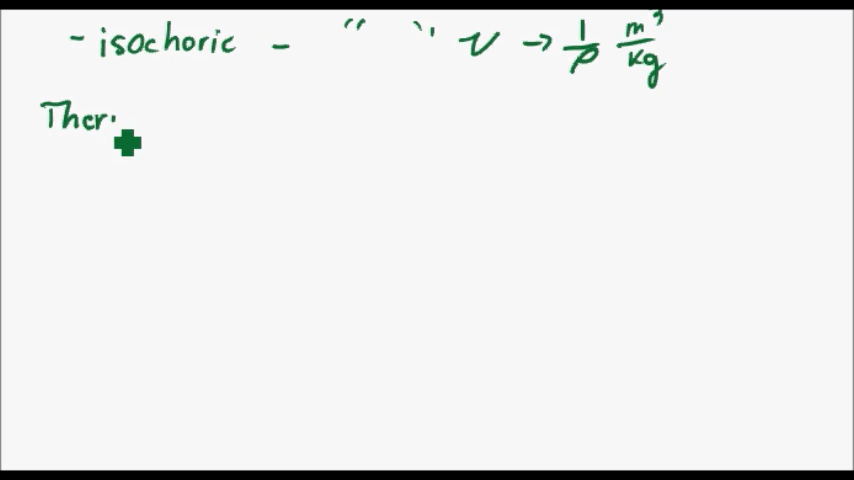 - isochoric - " " v → 1/ρ m³/kg
Ther